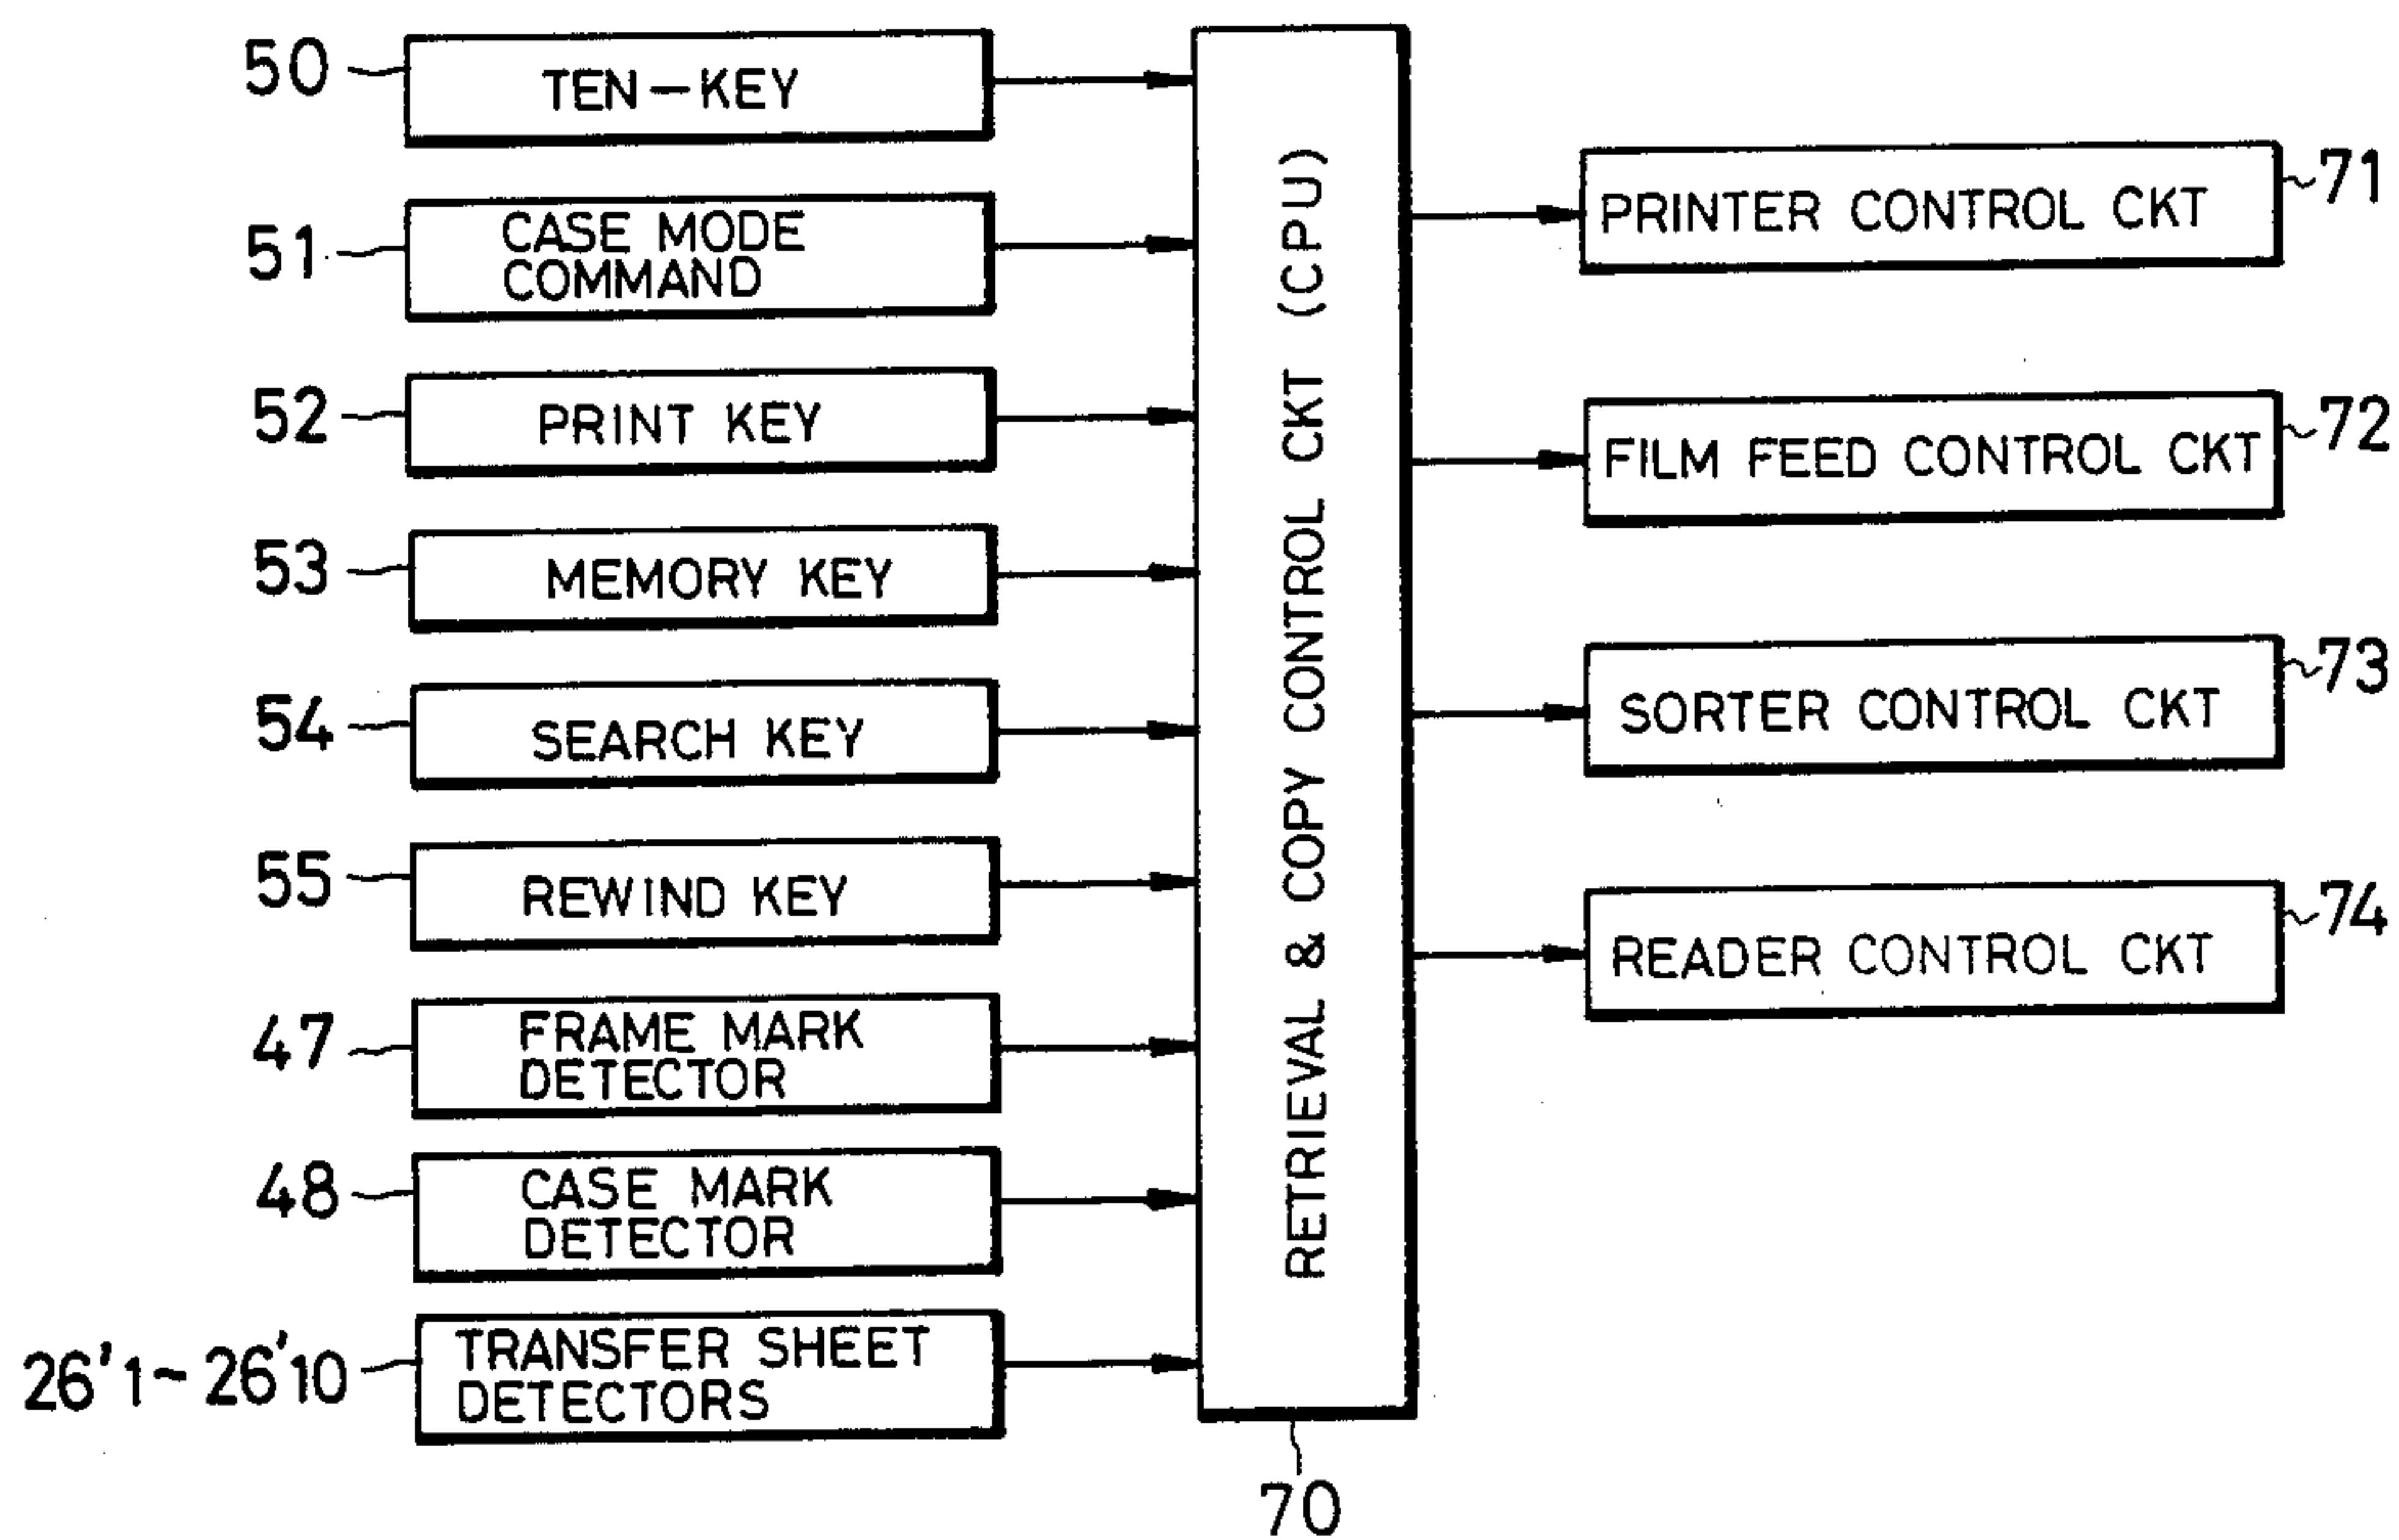 50
TEN-KEY
51
CASE MODE
COMMAND
52
PRINT KEY
53
MEMORY KEY
54
SEARCH KEY
55
REWIND KEY
47
FRAME MARK
DETECTOR
48
CASE MARK
DETECTOR
26'1~26'10
TRANSFER SHEET
DETECTORS
RETRIEVAL & COPY CONTROL CKT (CPU)
70
PRINTER CONTROL CKT
71
FILM FEED CONTROL CKT
72
SORTER CONTROL CKT
73
READER CONTROL CKT
74